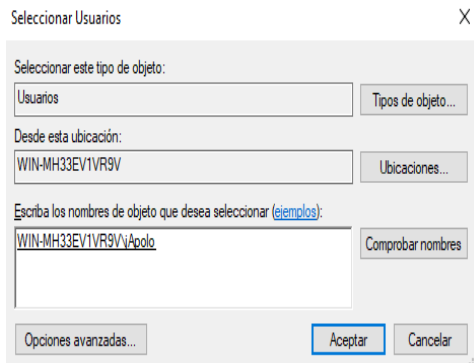 Seleccionar Usuarios
X
Seleccionar este tipo de objeto:
Usuarios
Tipos de objeto...
Desde esta ubicación:
WIN-MH33EV1VR9V
Ubicaciones...
Escriba los nombres de objeto que desea seleccionar (ejemplos):
WIN-MH33EV1VR9V\jApolo
Comprobar nombres
Opciones avanzadas...
Aceptar
Cancelar